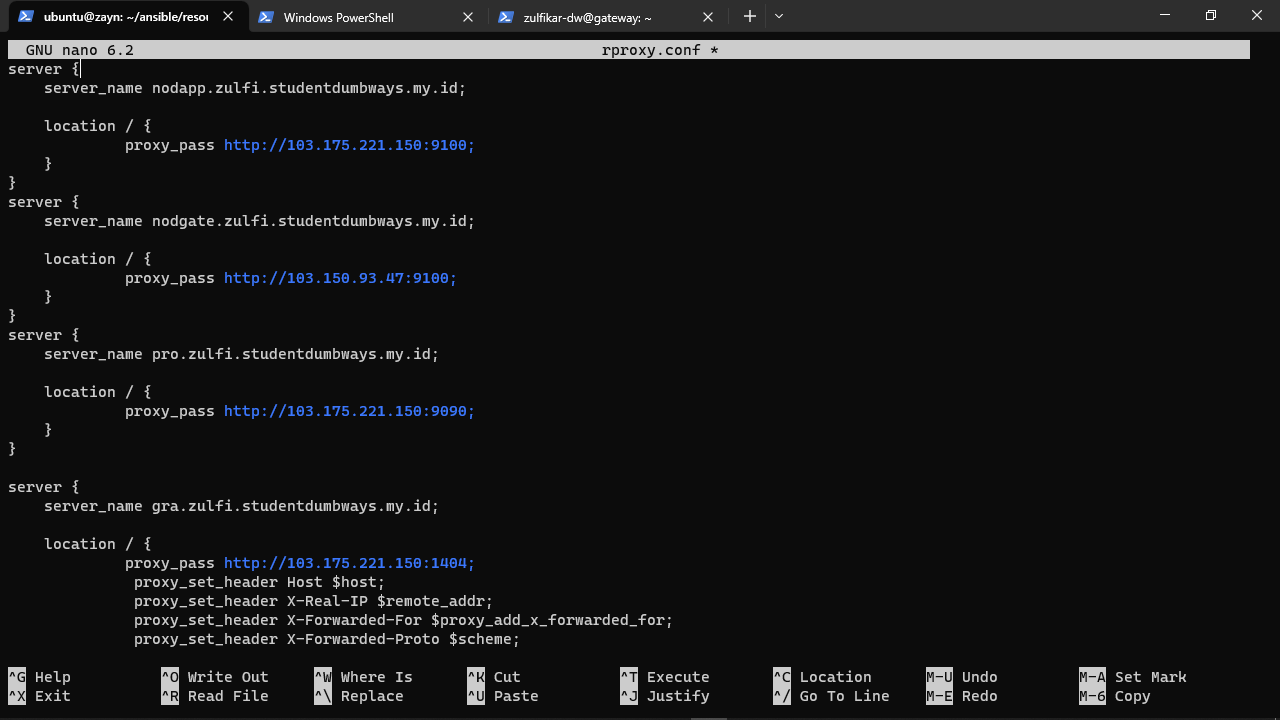 ubuntu@zayn: ~/ansible/resou
Windows PowerShell
zulfikar-dw@gateway: ~
GNU nano 6.2 rproxy.conf *
server {
    server_name nodapp.zulfi.studentdumbways.my.id;
    location / {
             proxy_pass http://103.175.221.150:9100;
    }
}
server {
    server_name nodgate.zulfi.studentdumbways.my.id;
    location / {
             proxy_pass http://103.150.93.47:9100;
    }
}
server {
    server_name pro.zulfi.studentdumbways.my.id;
    location / {
             proxy_pass http://103.175.221.150:9090;
    }
}
server {
    server_name gra.zulfi.studentdumbways.my.id;
    location / {
             proxy_pass http://103.175.221.150:1404;
              proxy_set_header Host $host;
              proxy_set_header X-Real-IP $remote_addr;
              proxy_set_header X-Forwarded-For $proxy_add_x_forwarded_for;
              proxy_set_header X-Forwarded-Proto $scheme;
^G Help ^O Write Out ^W Where Is ^K Cut ^T Execute ^C Location M-U Undo M-A Set Mark
^X Exit ^R Read File ^\ Replace ^U Paste ^J Justify ^/ Go To Line M-E Redo M-6 Copy